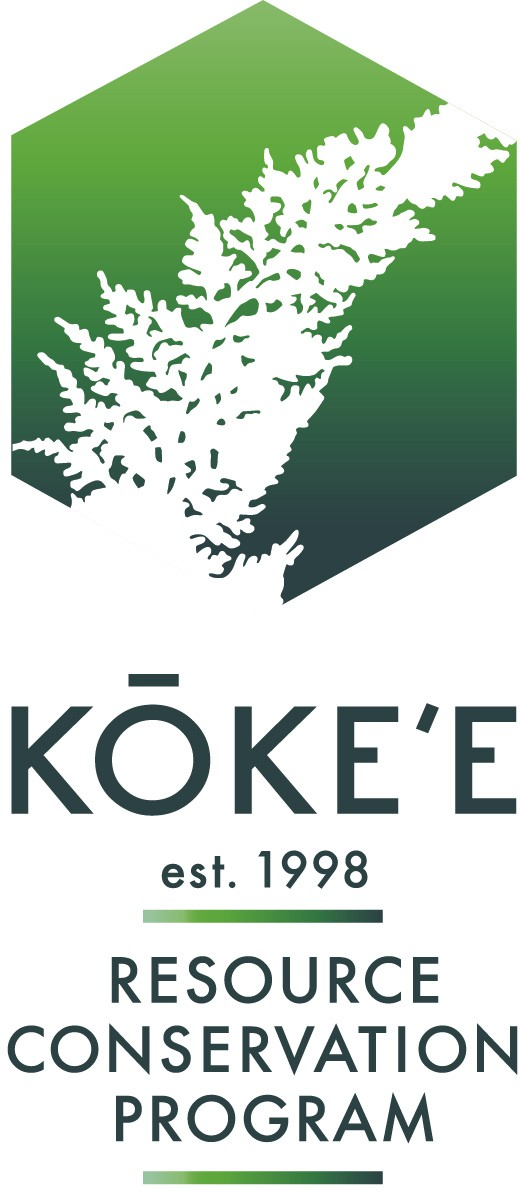 KŌKE'E
est. 1998
RESOURCE
CONSERVATION
PROGRAM